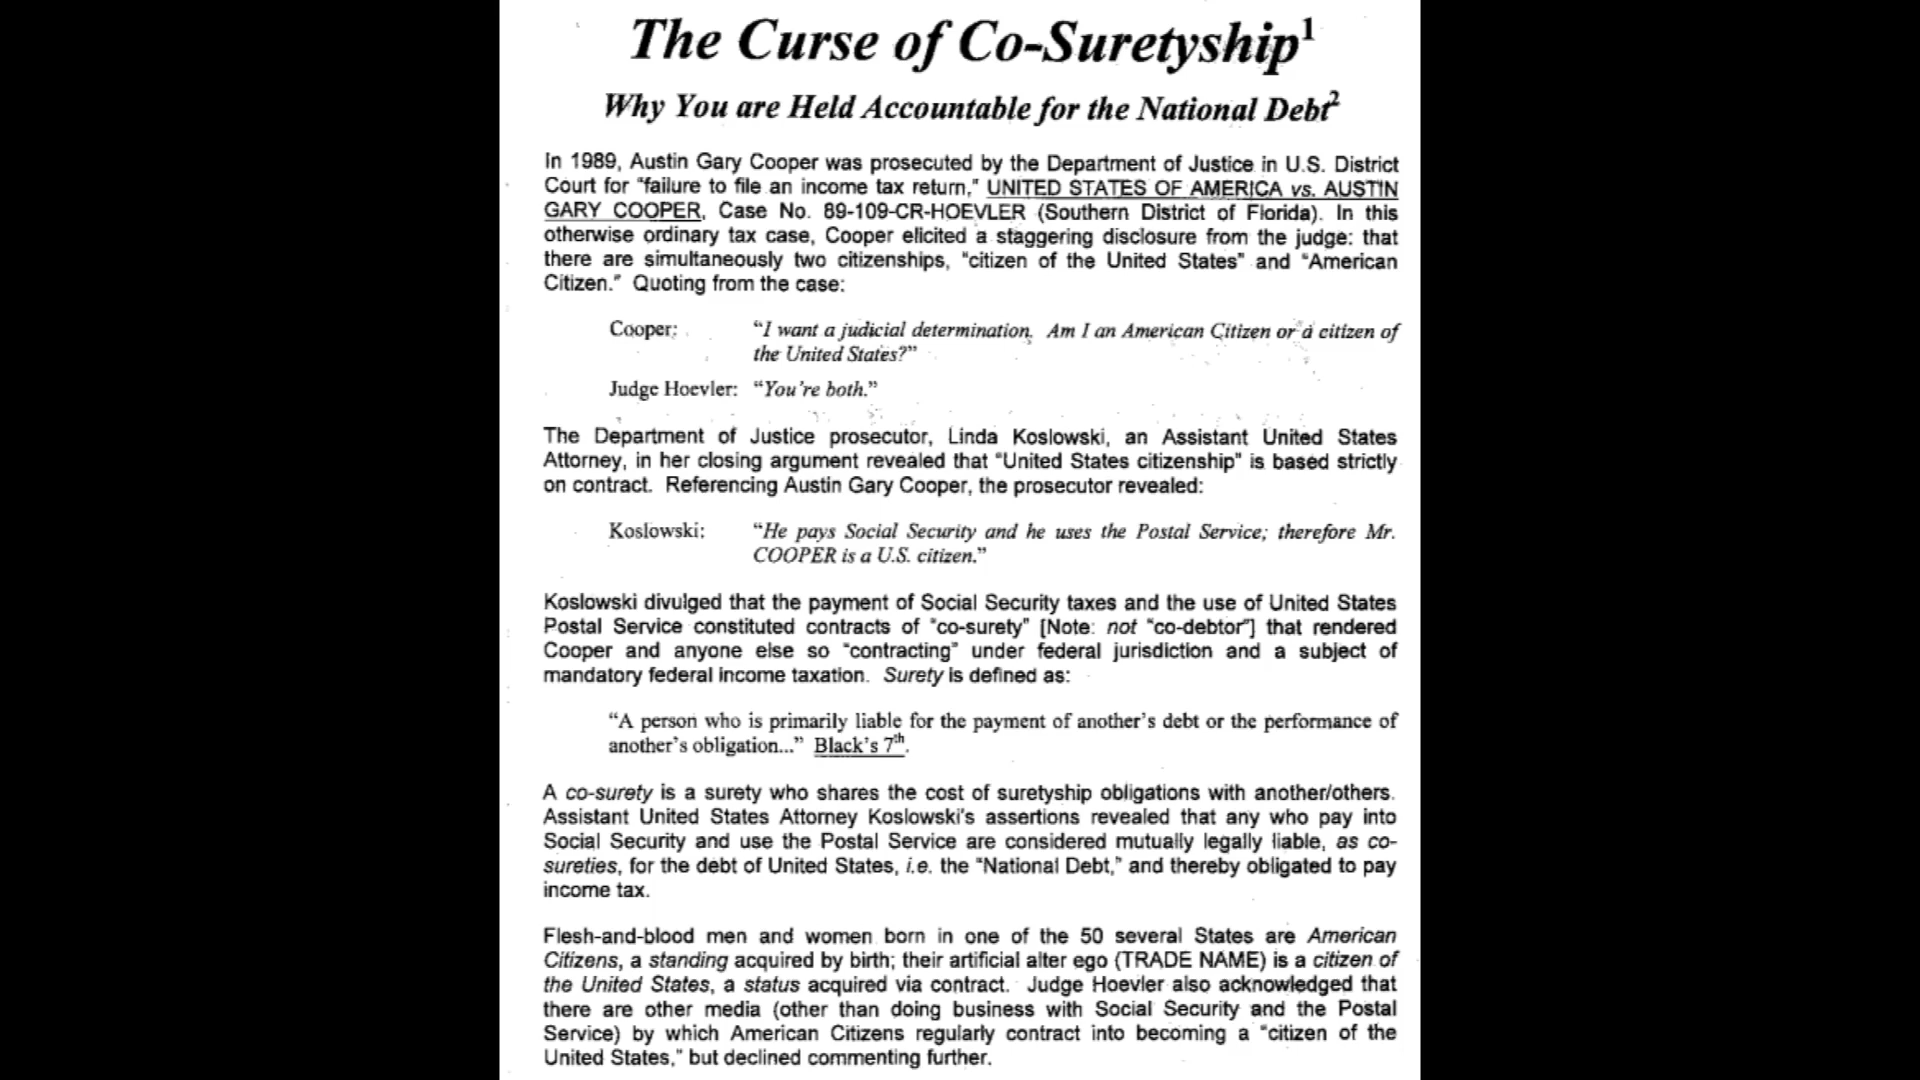 The Curse of Co-Suretyship1
Why You are Held Accountable for the National Debt2
In 1989, Austin Gary Cooper was prosecuted by the Department of Justice in U.S. District
Court for "failure to file an income tax return," UNITED STATES OF AMERICA vs. AUSTIN
GARY COOPER, Case No. 89-109-CR-HOEVLER (Southern District of Florida). In this
otherwise ordinary tax case, Cooper elicited a staggering disclosure from the judge: that
there are simultaneously two citizenships, "citizen of the United States" and "American
Citizen." Quoting from the case:
Cooper: "I want a judicial determination. Am I an American Citizen or a citizen of
the United States?"
Judge Hoevler: "You're both."
The Department of Justice prosecutor, Linda Koslowski, an Assistant United States
Attorney, in her closing argument revealed that "United States citizenship" is based strictly
on contract. Referencing Austin Gary Cooper, the prosecutor revealed:
Koslowski: "He pays Social Security and he uses the Postal Service; therefore Mr.
COOPER is a U.S. citizen."
Koslowski divulged that the payment of Social Security taxes and the use of United States
Postal Service constituted contracts of "co-surety" [Note: not "co-debtor"] that rendered
Cooper and anyone else so "contracting" under federal jurisdiction and a subject of
mandatory federal income taxation. Surety is defined as:
"A person who is primarily liable for the payment of another's debt or the performance of
another's obligation..." Black's 7th.
A co-surety is a surety who shares the cost of suretyship obligations with another/others.
Assistant United States Attorney Koslowski's assertions revealed that any who pay into
Social Security and use the Postal Service are considered mutually legally liable, as co-
sureties, for the debt of United States, i.e. the "National Debt," and thereby obligated to pay
income tax.
Flesh-and-blood men and women born in one of the 50 several States are American
Citizens, a standing acquired by birth; their artificial alter ego (TRADE NAME) is a citizen of
the United States, a status acquired via contract. Judge Hoevler also acknowledged that
there are other media (other than doing business with Social Security and the Postal
Service) by which American Citizens regularly contract into becoming a "citizen of the
United States," but declined commenting further.